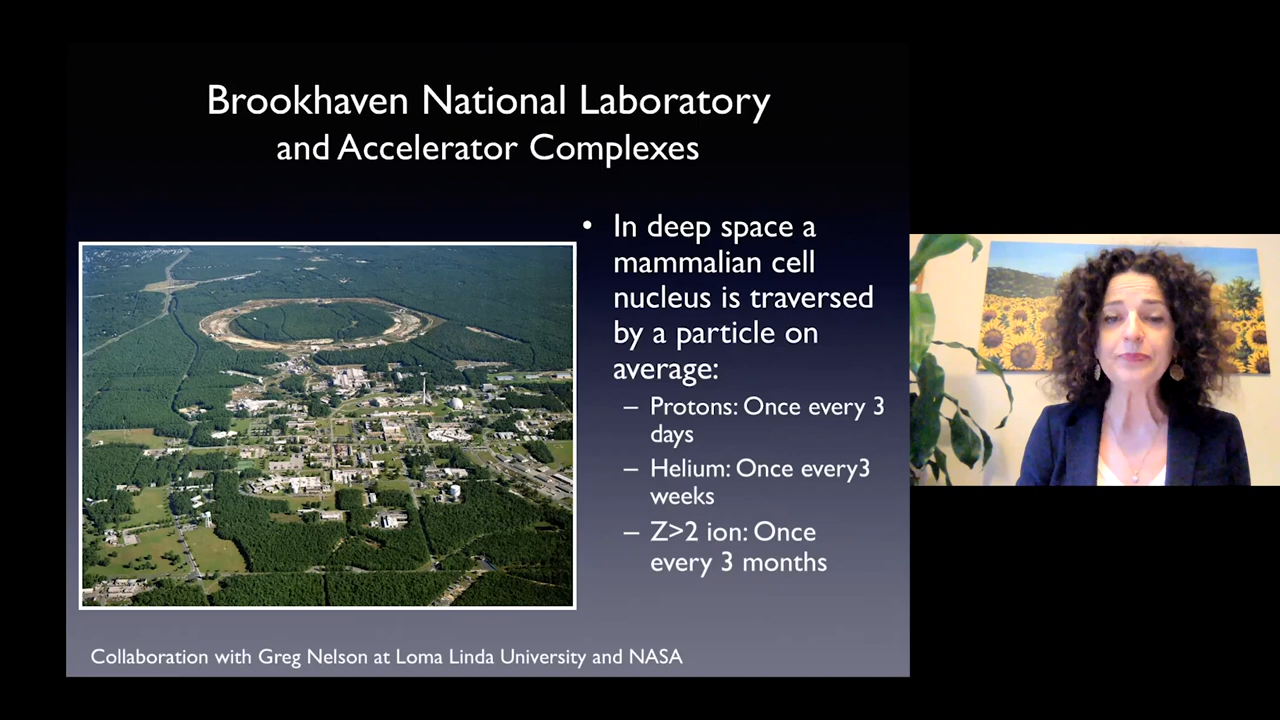 Brookhaven National Laboratory
and Accelerator Complexes
• In deep space a
mammalian cell
nucleus is traversed
by a particle on
average:
– Protons: Once every 3
days
– Helium: Once every3
weeks
– Z>2 ion: Once
every 3 months
Collaboration with Greg Nelson at Loma Linda University and NASA